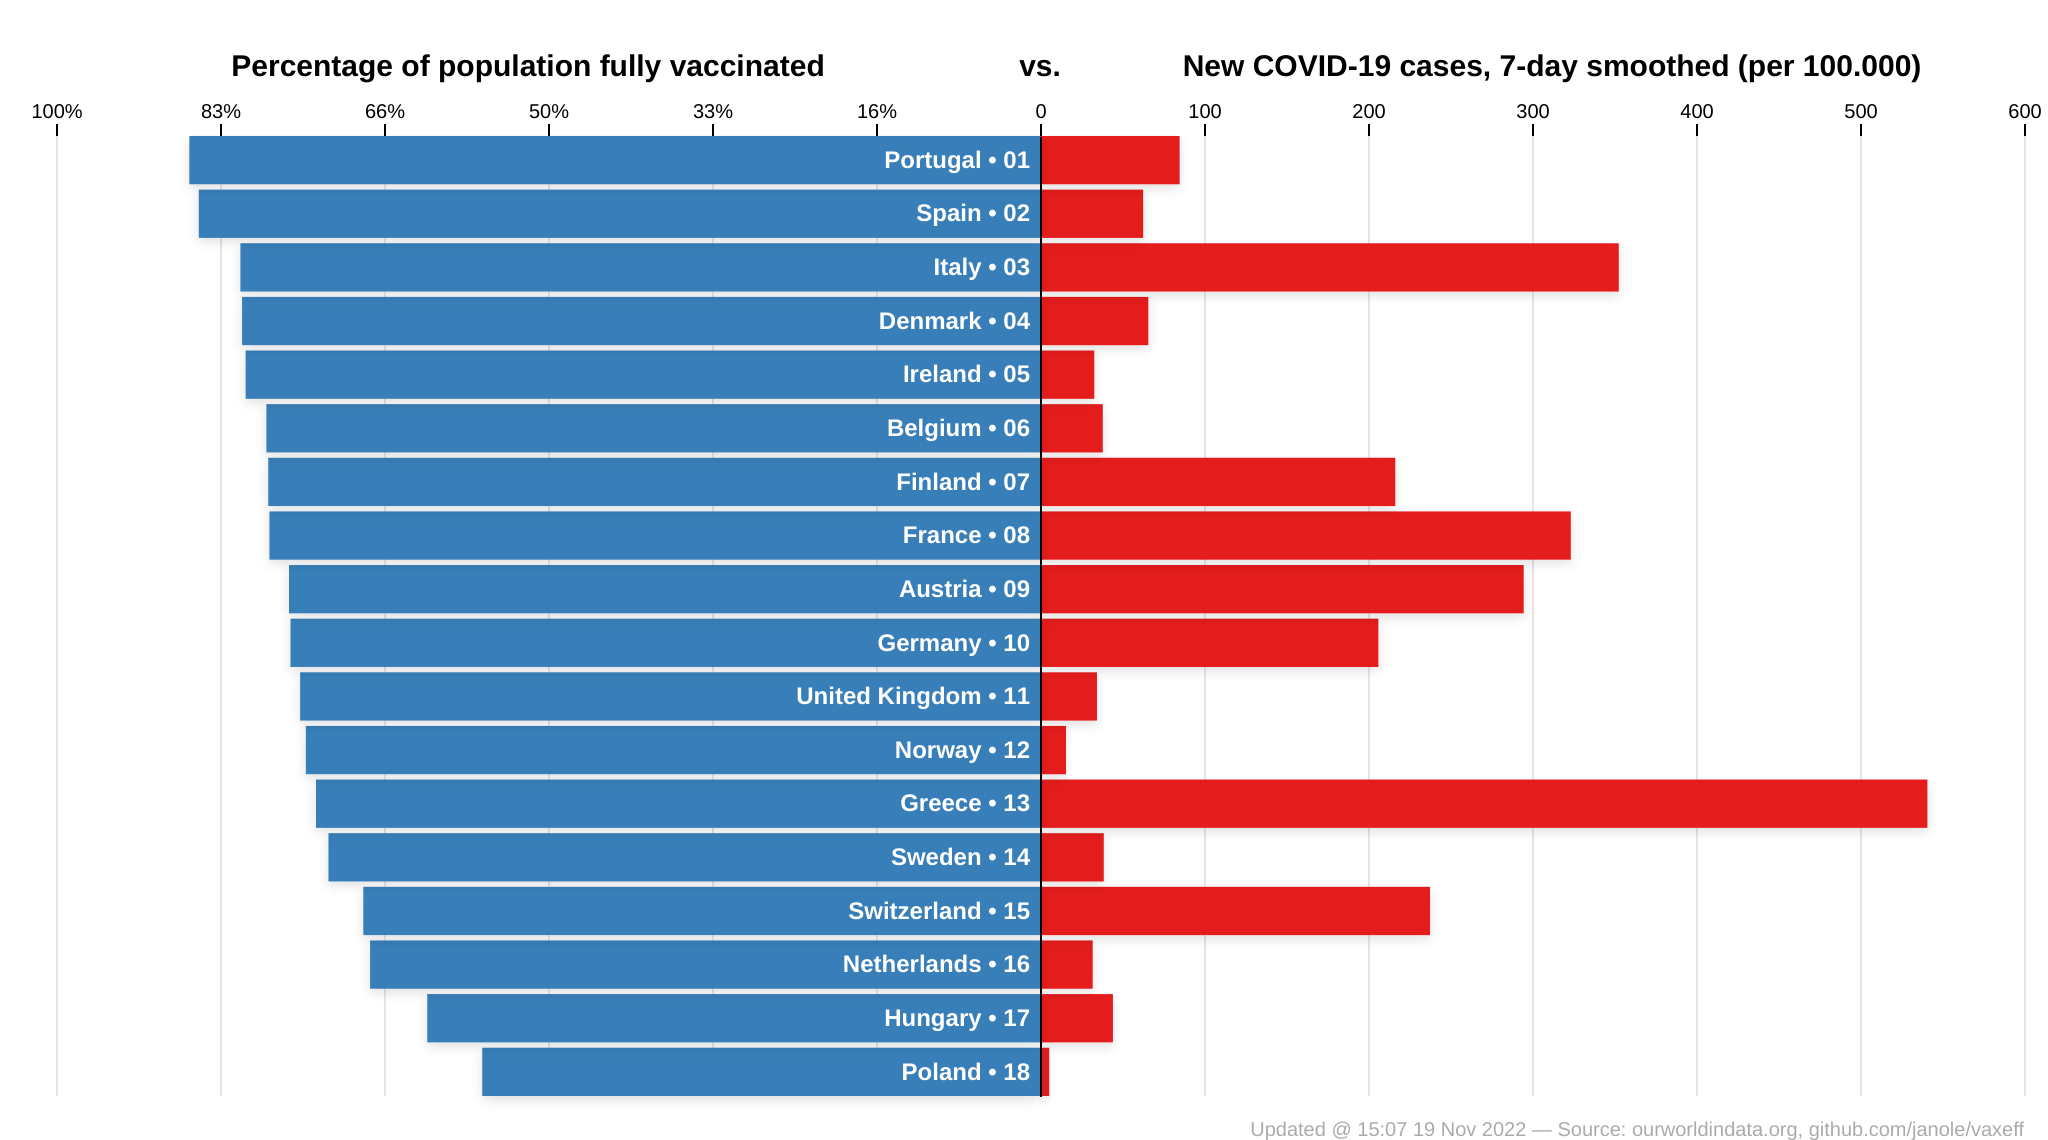 Percentage of population fully vaccinated vs. New COVID-19 cases, 7-day smoothed (per 100.000)
100% 83% 66% 50% 33% 16% 0 100 200 300 400 500 600
Portugal • 01
Spain • 02
Italy • 03
Denmark • 04
Ireland • 05
Belgium • 06
Finland • 07
France • 08
Austria • 09
Germany • 10
United Kingdom • 11
Norway • 12
Greece • 13
Sweden • 14
Switzerland • 15
Netherlands • 16
Hungary • 17
Poland • 18
Updated @ 15:07 19 Nov 2022 — Source: ourworldindata.org, github.com/janole/vaxeff